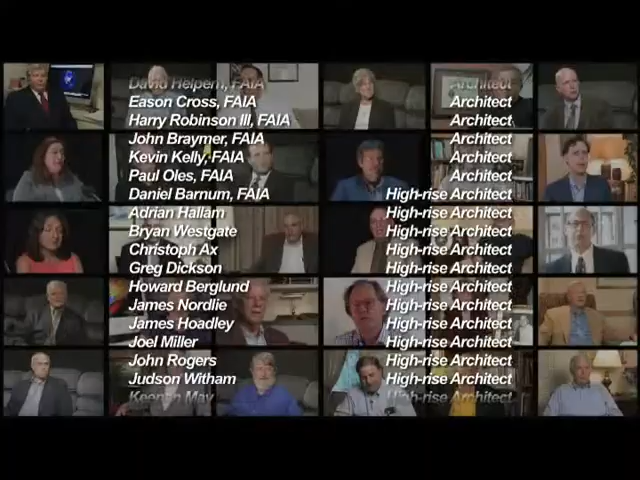 David Helpern, FAIA Architect
Eason Cross, FAIA Architect
Harry Robinson III, FAIA Architect
John Braymer, FAIA Architect
Kevin Kelly, FAIA Architect
Paul Oles, FAIA Architect
Daniel Barnum, FAIA High-rise Architect
Adrian Hallam High-rise Architect
Bryan Westgate High-rise Architect
Christoph Ax High-rise Architect
Greg Dickson High-rise Architect
Howard Berglund High-rise Architect
James Nordlie High-rise Architect
James Hoadley High-rise Architect
Joel Miller High-rise Architect
John Rogers High-rise Architect
Judson Witham High-rise Architect
May High-rise Architect